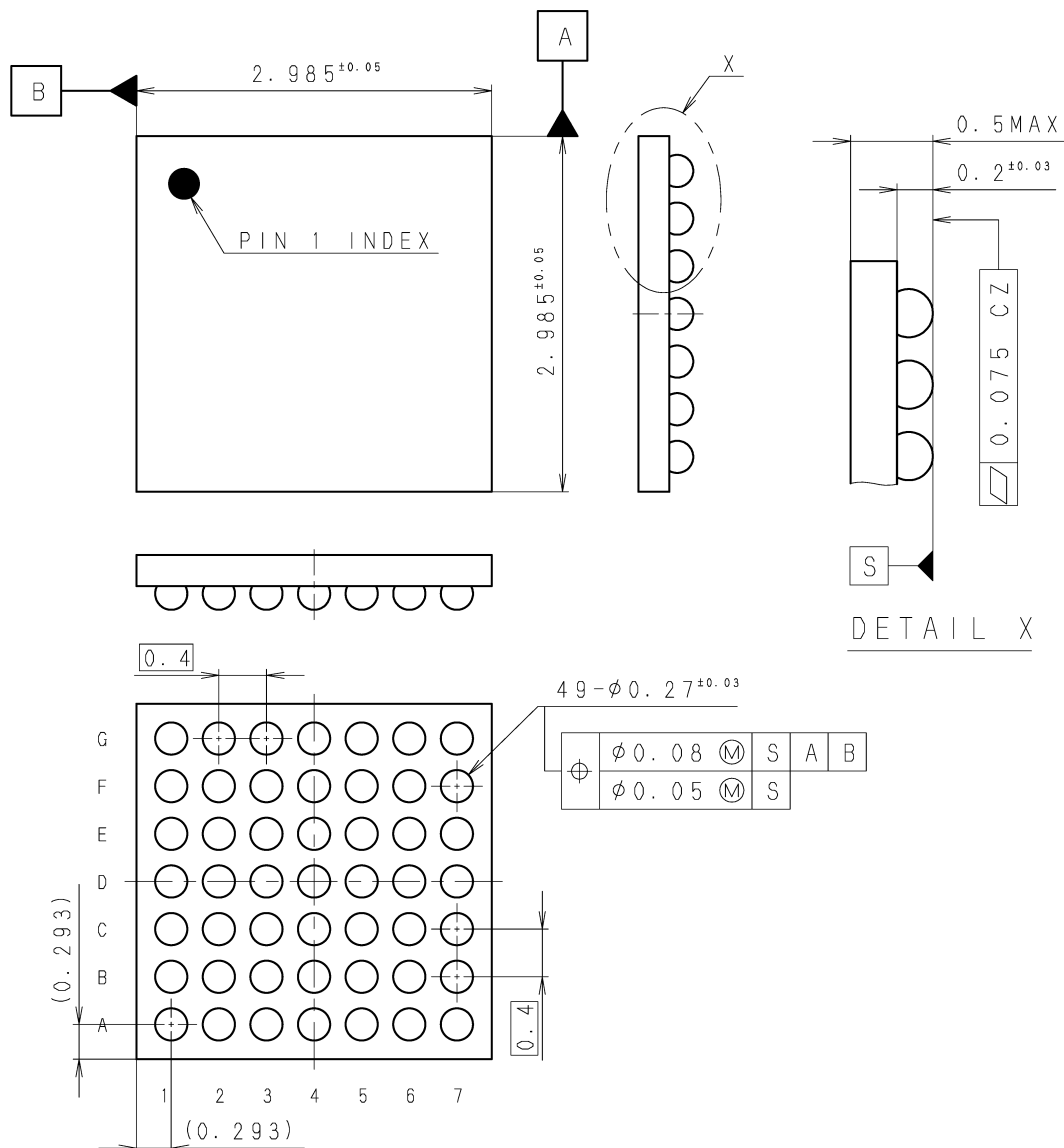 A
B
2.985±0.05
X
0.5MAX
0.2±0.03
PIN 1 INDEX
2.985±0.05
0.075 CZ
S
DETAIL X
0.4
49-φ0.27±0.03
φ0.08 Ⓜ S A B
φ0.05 Ⓜ S
G
F
E
D
C
B
A
(0.293)
0.4
1 2 3 4 5 6 7
(0.293)